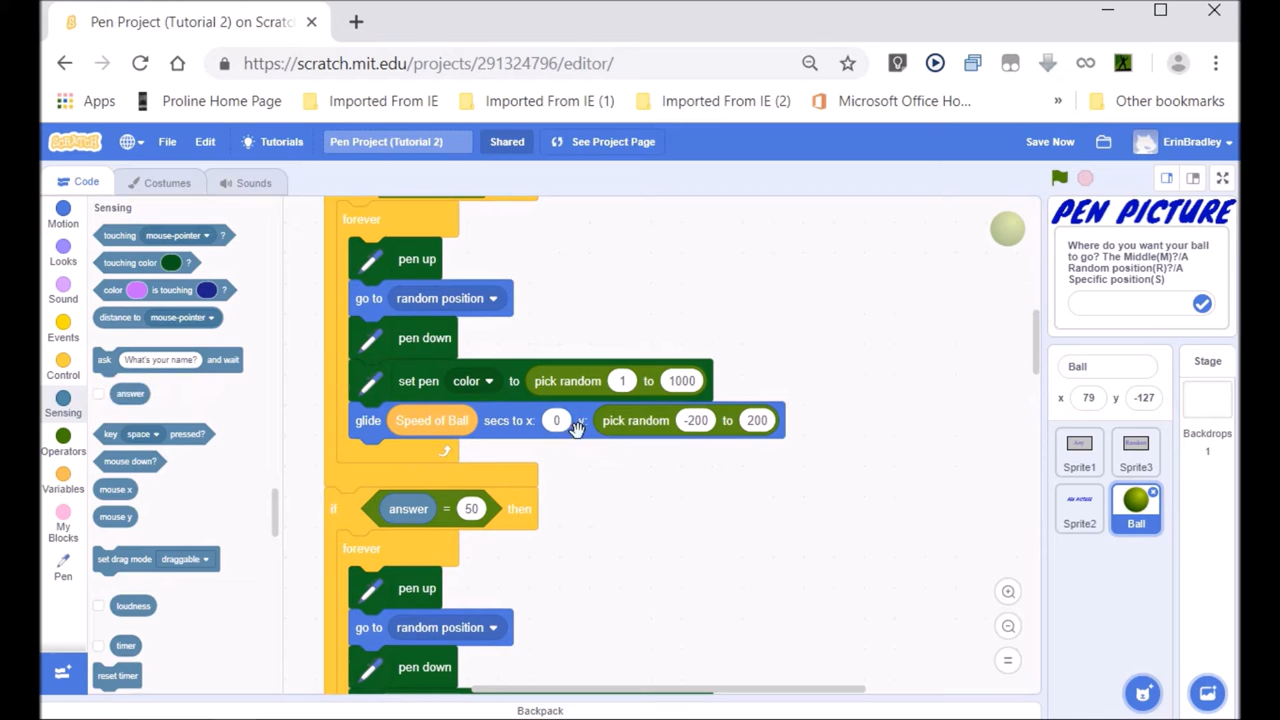 Pen Project (Tutorial 2) on Scratc
https://scratch.mit.edu/projects/291324796/editor/
Apps Proline Home Page Imported From IE Imported From IE (1) Imported From IE (2) Microsoft Office Ho... » Other bookmarks
SCRATCH File Edit Tutorials Pen Project (Tutorial 2) Shared See Project Page Save Now ErinBradley
Code Costumes Sounds
Motion
Looks
Sound
Events
Control
Sensing
Operators
Variables
My
Blocks
Pen
Sensing
touching mouse-pointer ?
touching color ?
color is touching ?
distance to mouse-pointer
ask What's your name? and wait
answer
key space pressed?
mouse down?
mouse x
mouse y
set drag mode draggable
loudness
timer
reset timer
forever
pen up
go to random position
pen down
set pen color to pick random 1 to 1000
glide Speed of Ball secs to x: 0 y: pick random -200 to 200
if answer = 50 then
forever
pen up
go to random position
pen down
PEN PICTURE
Where do you want your ball
to go? The Middle(M)?/A
Random position(R)?/A
Specific position(S)
Ball
x 79 y -127
Stage
Backdrops
1
Sprite1 Sprite3
PEN PICTURE
Sprite2 Ball
Backpack